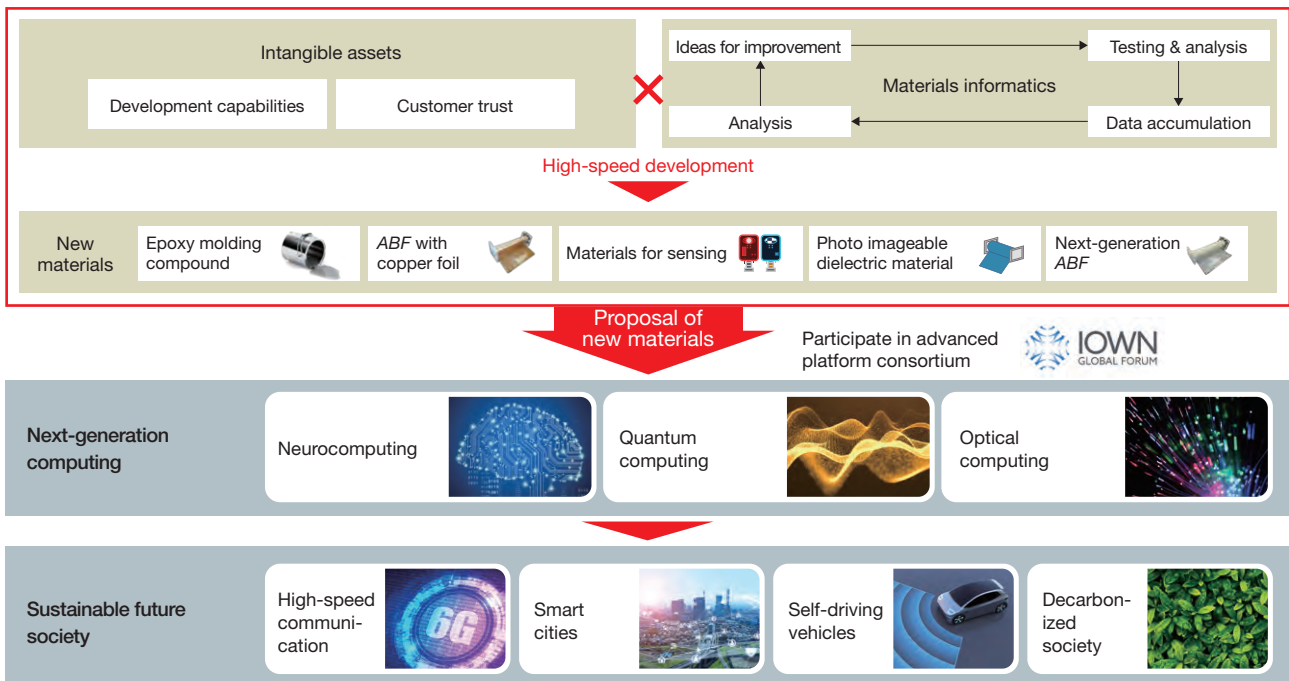 Intangible assets
Development capabilities
Customer trust
Ideas for improvement
Testing & analysis
Materials informatics
Analysis
Data accumulation
High-speed development
New
materials
Epoxy molding
compound
ABF with
copper foil
Materials for sensing
Photo imageable
dielectric material
Next-generation
ABF
Proposal of
new materials
Participate in advanced
platform consortium
IOWN
GLOBAL FORUM
Next-generation
computing
Neurocomputing
Quantum
computing
Optical
computing
Sustainable future
society
High-speed
communi-
cation
6G
Smart
cities
Self-driving
vehicles
Decarbon-
ized
society